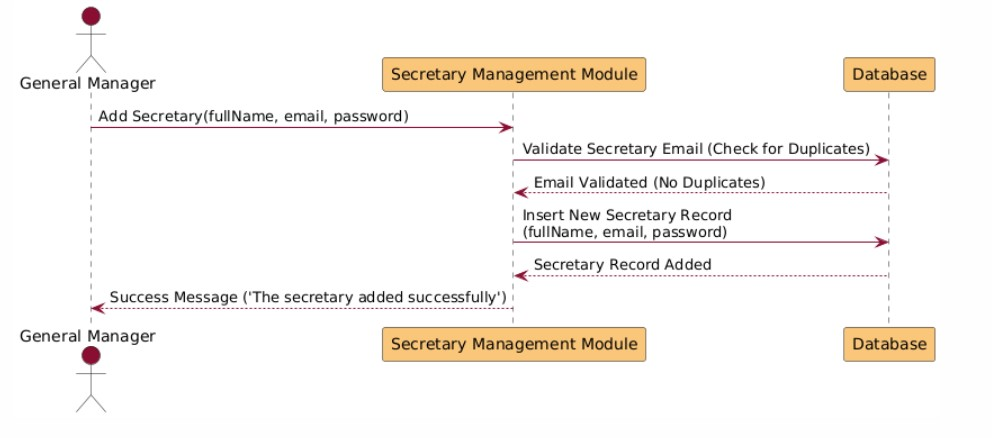 General Manager
Secretary Management Module
Database
Add Secretary(fullName, email, password)
Validate Secretary Email (Check for Duplicates)
Email Validated (No Duplicates)
Insert New Secretary Record
(fullName, email, password)
Secretary Record Added
Success Message ('The secretary added successfully')
General Manager
Secretary Management Module
Database